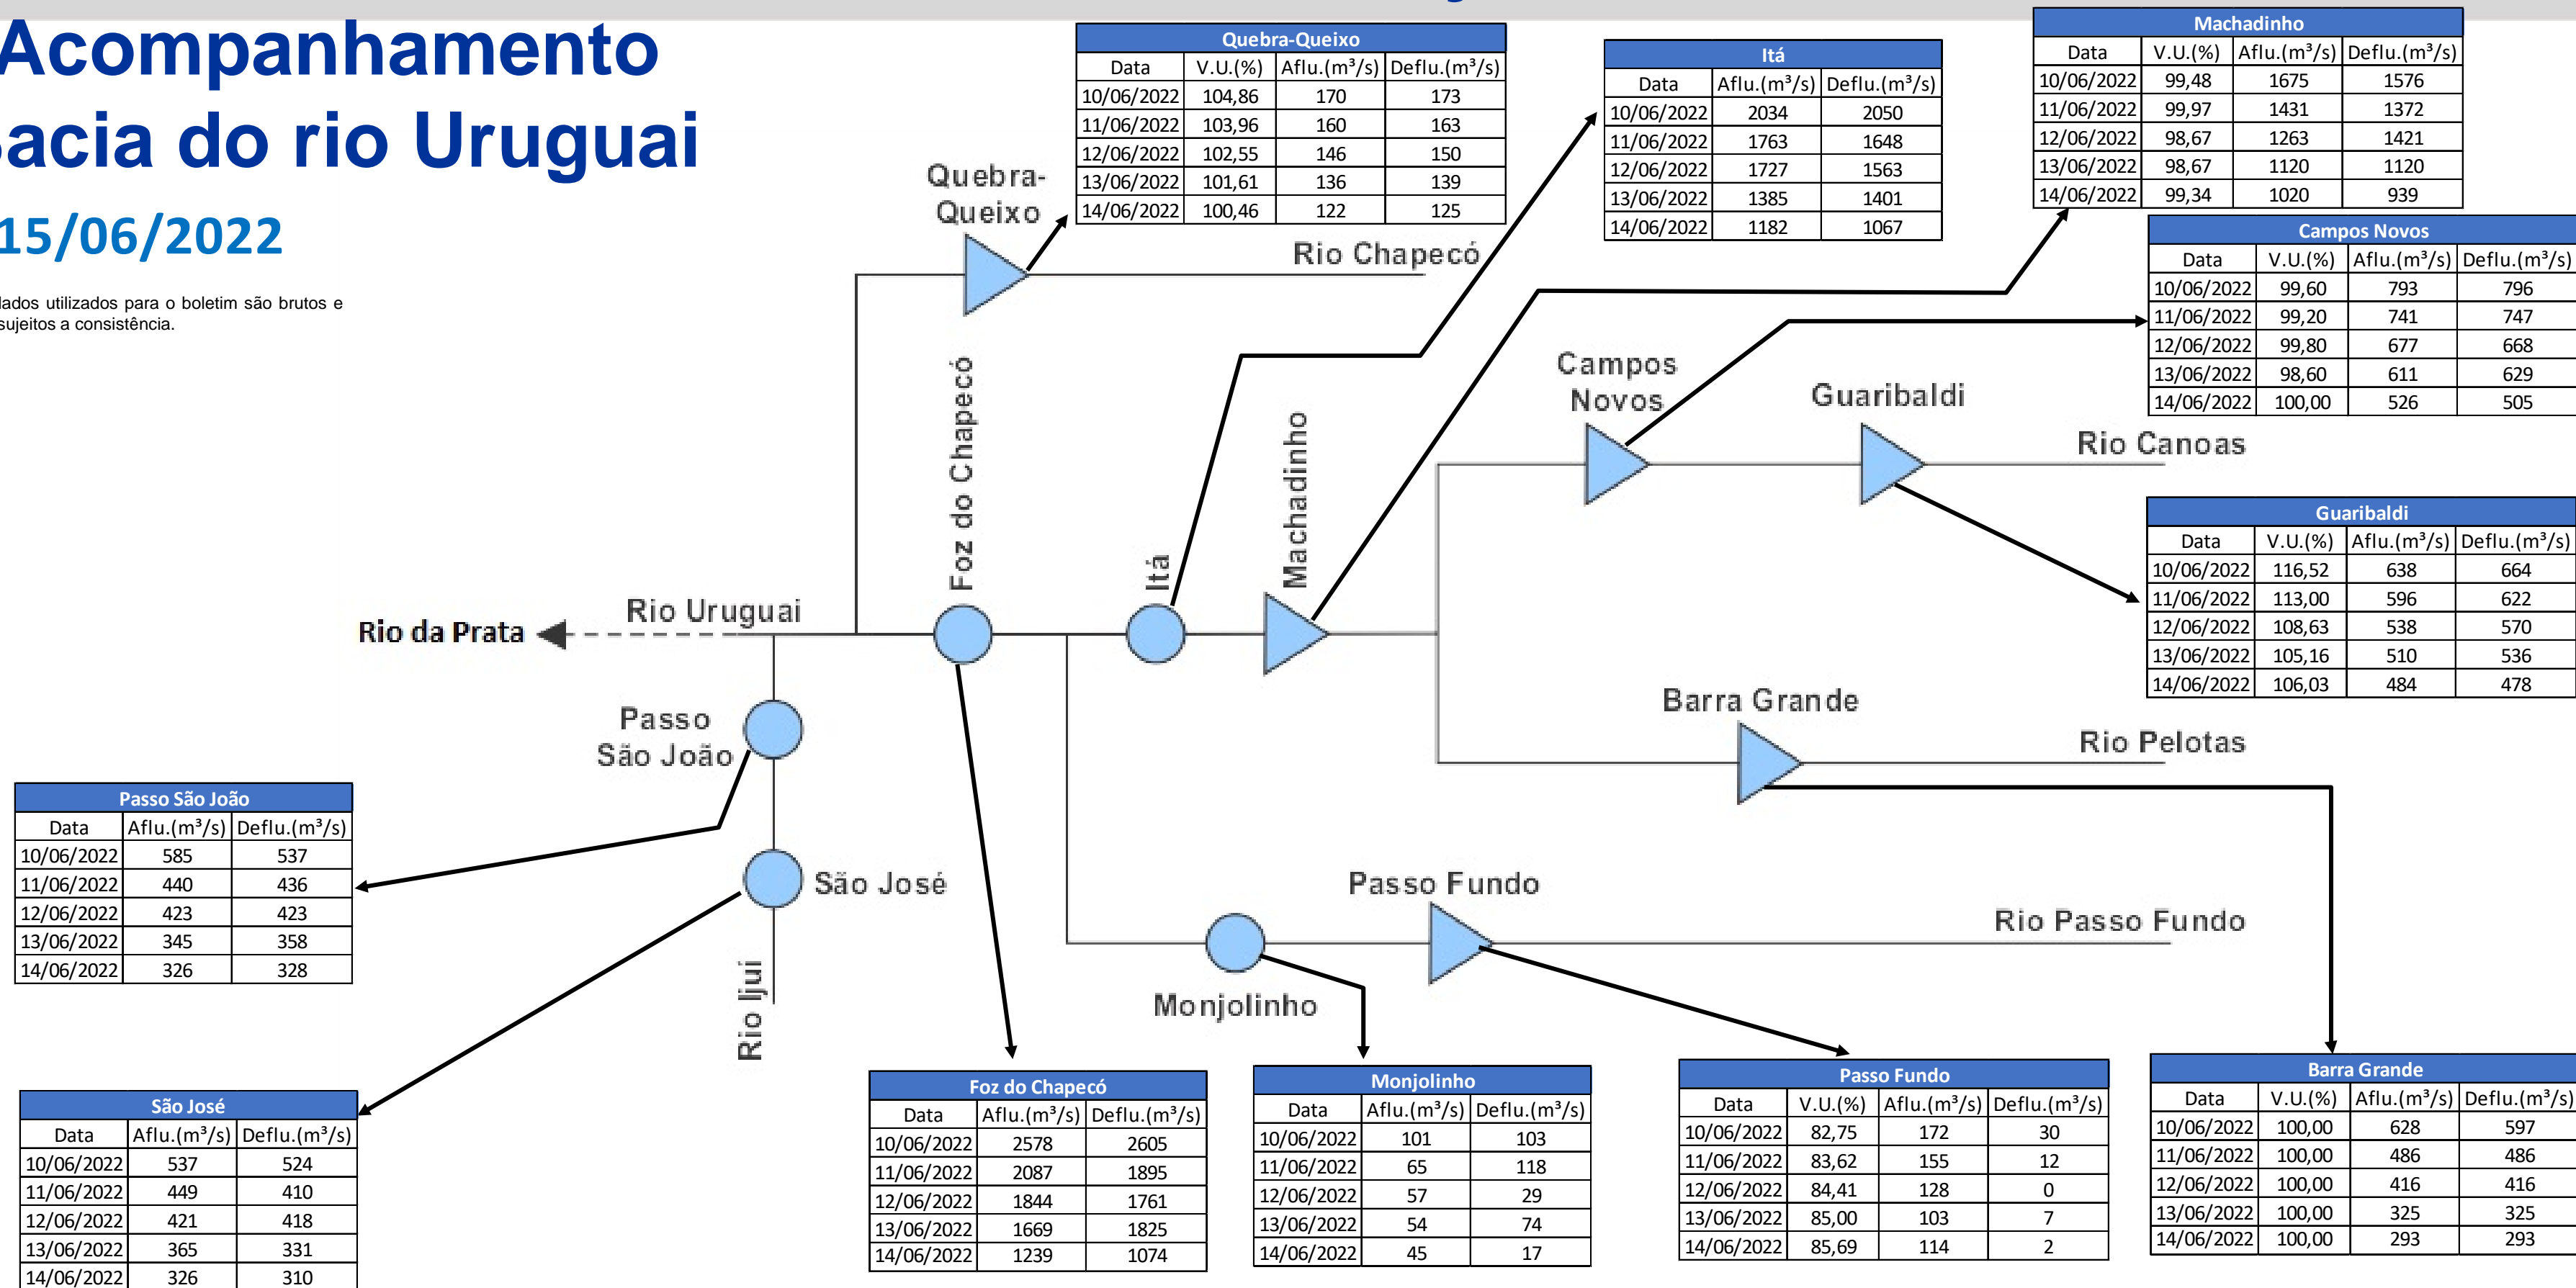 Acompanhamento
acia do rio Uruguai
15/06/2022
dados utilizados para o boletim são brutos e
sujeitos a consistência.
Quebra-Queixo
Data V.U.(%) Aflu.(m³/s) Deflu.(m³/s)
10/06/2022 104,86 170 173
11/06/2022 103,96 160 163
12/06/2022 102,55 146 150
13/06/2022 101,61 136 139
14/06/2022 100,46 122 125
Itá
Data Aflu.(m³/s) Deflu.(m³/s)
10/06/2022 2034 2050
11/06/2022 1763 1648
12/06/2022 1727 1563
13/06/2022 1385 1401
14/06/2022 1182 1067
Machadinho
Data V.U.(%) Aflu.(m³/s) Deflu.(m³/s)
10/06/2022 99,48 1675 1576
11/06/2022 99,97 1431 1372
12/06/2022 98,67 1263 1421
13/06/2022 98,67 1120 1120
14/06/2022 99,34 1020 939
Campos Novos
Data V.U.(%) Aflu.(m³/s) Deflu.(m³/s)
10/06/2022 99,60 793 796
11/06/2022 99,20 741 747
12/06/2022 99,80 677 668
13/06/2022 98,60 611 629
14/06/2022 100,00 526 505
Quebra-
Queixo
Rio Chapecó
Foz do Chapecó
Itá
Machadinho
Campos
Novos
Guaribaldi
Rio Canoas
Guaribaldi
Data V.U.(%) Aflu.(m³/s) Deflu.(m³/s)
10/06/2022 116,52 638 664
11/06/2022 113,00 596 622
12/06/2022 108,63 538 570
13/06/2022 105,16 510 536
14/06/2022 106,03 484 478
Rio da Prata
Rio Uruguai
Passo
São João
Barra Grande
Rio Pelotas
São José
Rio Ijuí
Passo Fundo
Rio Passo Fundo
Monjolinho
Passo São João
Data Aflu.(m³/s) Deflu.(m³/s)
10/06/2022 585 537
11/06/2022 440 436
12/06/2022 423 423
13/06/2022 345 358
14/06/2022 326 328
São José
Data Aflu.(m³/s) Deflu.(m³/s)
10/06/2022 537 524
11/06/2022 449 410
12/06/2022 421 418
13/06/2022 365 331
14/06/2022 326 310
Foz do Chapecó
Data Aflu.(m³/s) Deflu.(m³/s)
10/06/2022 2578 2605
11/06/2022 2087 1895
12/06/2022 1844 1761
13/06/2022 1669 1825
14/06/2022 1239 1074
Monjolinho
Data Aflu.(m³/s) Deflu.(m³/s)
10/06/2022 101 103
11/06/2022 65 118
12/06/2022 57 29
13/06/2022 54 74
14/06/2022 45 17
Passo Fundo
Data V.U.(%) Aflu.(m³/s) Deflu.(m³/s)
10/06/2022 82,75 172 30
11/06/2022 83,62 155 12
12/06/2022 84,41 128 0
13/06/2022 85,00 103 7
14/06/2022 85,69 114 2
Barra Grande
Data V.U.(%) Aflu.(m³/s) Deflu.(m³/s)
10/06/2022 100,00 628 597
11/06/2022 100,00 486 486
12/06/2022 100,00 416 416
13/06/2022 100,00 325 325
14/06/2022 100,00 293 293